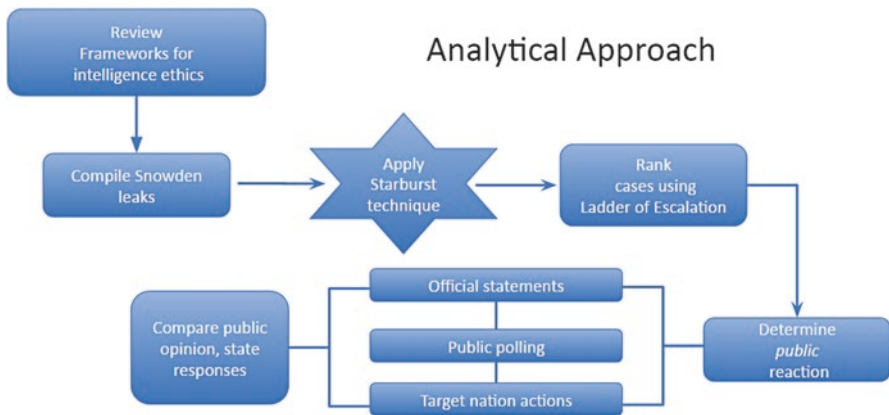 Analytical Approach
Review
Frameworks for
intelligence ethics
Compile Snowden
leaks
Apply
Starburst
technique
Rank
cases using
Ladder of Escalation
Determine
public
reaction
Official statements
Public polling
Target nation actions
Compare public
opinion, state
responses